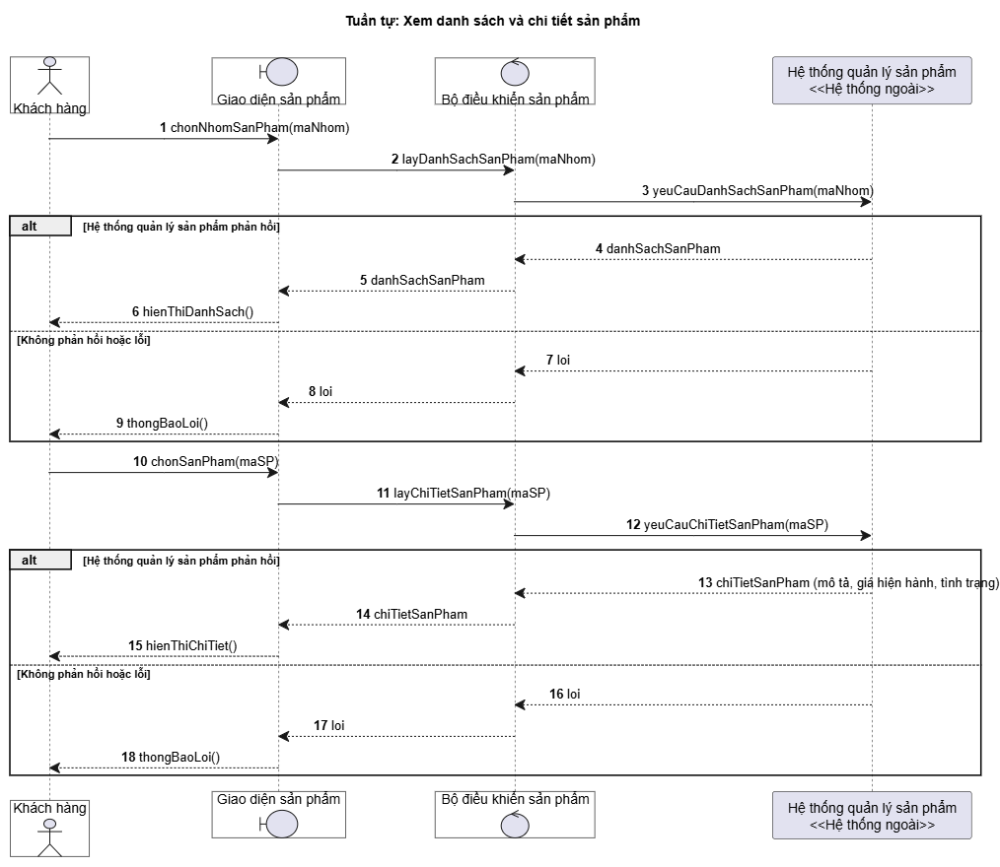 Tuần tự: Xem danh sách và chi tiết sản phẩm
Khách hàng
Giao diện sản phẩm
Bộ điều khiển sản phẩm
Hệ thống quản lý sản phẩm
<<Hệ thống ngoài>>
1 chonNhomSanPham(maNhom)
2 layDanhSachSanPham(maNhom)
3 yeuCauDanhSachSanPham(maNhom)
alt [Hệ thống quản lý sản phẩm phản hồi]
4 danhSachSanPham
5 danhSachSanPham
6 hienThiDanhSach()
[Không phản hồi hoặc lỗi]
7 loi
8 loi
9 thongBaoLoi()
10 chonSanPham(maSP)
11 layChiTietSanPham(maSP)
12 yeuCauChiTietSanPham(maSP)
alt [Hệ thống quản lý sản phẩm phản hồi]
13 chiTietSanPham (mô tả, giá hiện hành, tình trạng)
14 chiTietSanPham
15 hienThiChiTiet()
[Không phản hồi hoặc lỗi]
16 loi
17 loi
18 thongBaoLoi()
Khách hàng
Giao diện sản phẩm
Bộ điều khiển sản phẩm
Hệ thống quản lý sản phẩm
<<Hệ thống ngoài>>